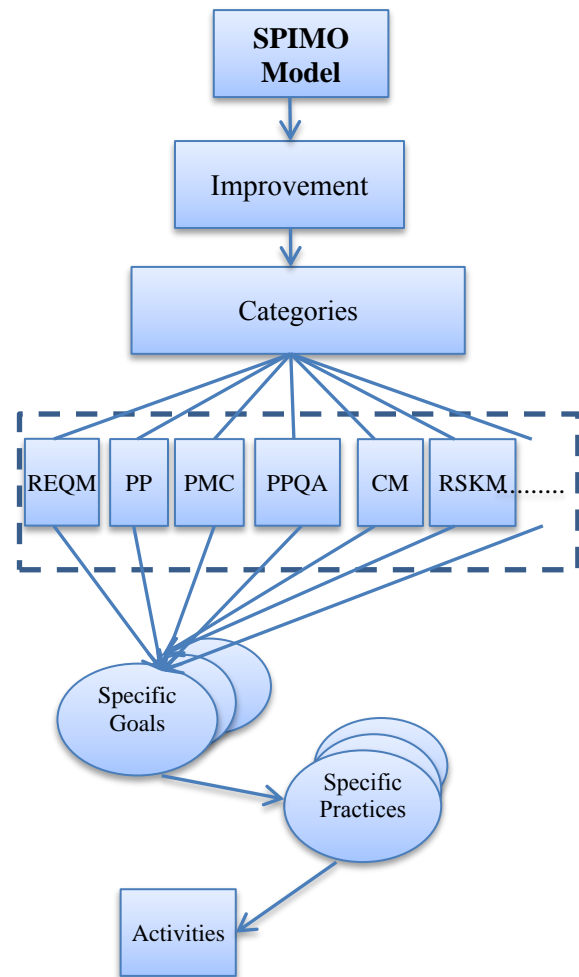 SPIMO
Model
Improvement
Categories
REQM PP PMC PPQA CM RSKM ..........
Specific
Goals
Specific
Practices
Activities